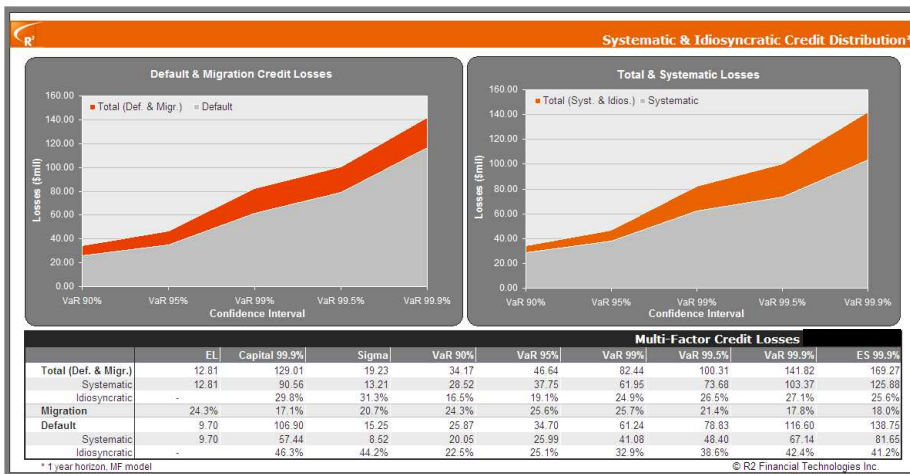 R²
Systematic & Idiosyncratic Credit Distribution*
Default & Migration Credit Losses
160.00
Total (Def. & Migr.) Default
140.00
120.00
100.00
80.00
60.00
40.00
20.00
0.00
Losses ($mil)
VaR 90% VaR 95% VaR 99% VaR 99.5% VaR 99.9%
Confidence Interval
Total & Systematic Losses
160.00
Total (Syst. & Idios.) Systematic
140.00
120.00
100.00
80.00
60.00
40.00
20.00
0.00
Losses ($mil)
VaR 90% VaR 95% VaR 99% VaR 99.5% VaR 99.9%
Confidence Interval
Multi-Factor Credit Losses
EL Capital 99.9% Sigma VaR 90% VaR 95% VaR 99% VaR 99.5% VaR 99.9% ES 99.9%
Total (Def. & Migr.) 12.81 129.01 19.23 34.17 46.64 82.44 100.31 141.82 169.27
Systematic 12.81 90.56 13.21 28.52 37.75 61.95 73.68 103.37 125.88
Idiosyncratic - 29.8% 31.3% 16.5% 19.1% 24.9% 26.5% 27.1% 25.6%
Migration 24.3% 17.1% 20.7% 24.3% 25.6% 25.7% 21.4% 17.8% 18.0%
Default 9.70 106.90 15.25 25.87 34.70 61.24 78.83 116.60 138.75
Systematic 9.70 57.44 8.52 20.05 25.99 41.08 48.40 67.14 81.65
Idiosyncratic - 46.3% 44.2% 22.5% 25.1% 32.9% 38.6% 42.4% 41.2%
* 1 year horizon, MF model © R2 Financial Technologies Inc.